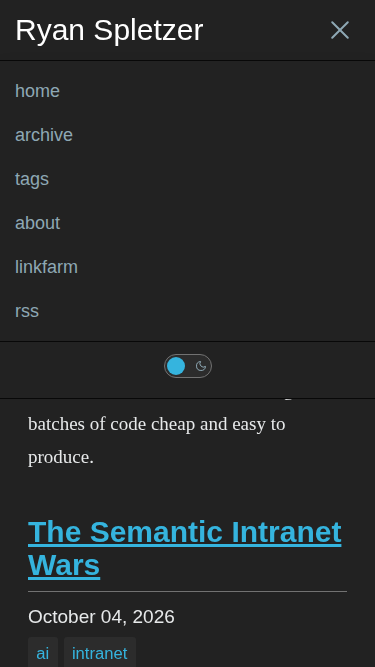 Ryan Spletzer
home
archive
tags
about
linkfarm
rss
batches of code cheap and easy to
produce.
The Semantic Intranet
Wars
October 04, 2026
ai intranet